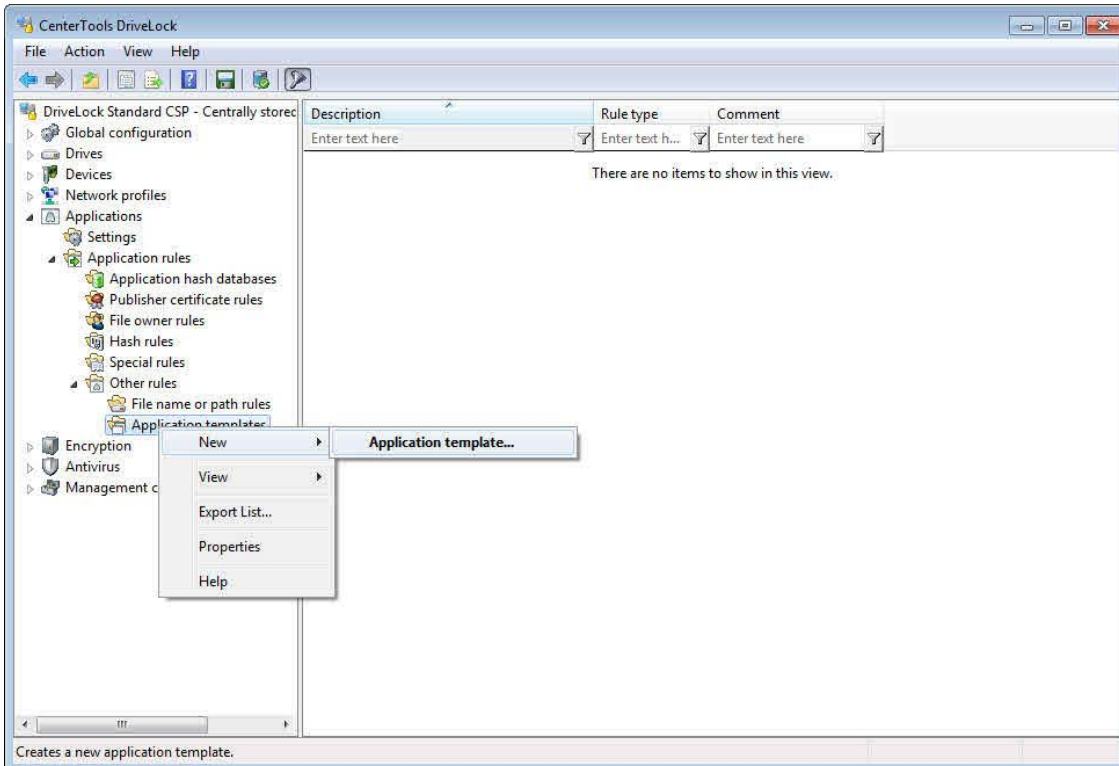 CenterTools DriveLock
File Action View Help
DriveLock Standard CSP - Centrally stored
Global configuration
Drives
Devices
Network profiles
Applications
Settings
Application rules
Application hash databases
Publisher certificate rules
File owner rules
Hash rules
Special rules
Other rules
File name or path rules
Application templates
Encryption
Antivirus
Management c
New
View
Export List...
Properties
Help
Application template...
Description Rule type Comment
Enter text here Enter text h... Enter text here
There are no items to show in this view.
Creates a new application template.